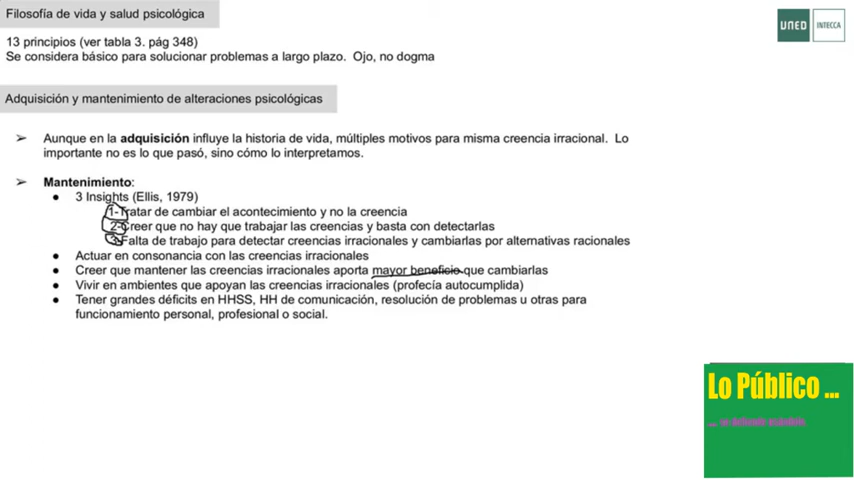 Filosofía de vida y salud psicológica
UNED
INTECCA
13 principios (ver tabla 3. pág 348)
Se considera básico para solucionar problemas a largo plazo. Ojo, no dogma
Adquisición y mantenimiento de alteraciones psicológicas
➢ Aunque en la adquisición influye la historia de vida, múltiples motivos para misma creencia irracional. Lo
importante no es lo que pasó, sino cómo lo interpretamos.
➢ Mantenimiento:
● 3 Insights (Ellis, 1979)
1-Tratar de cambiar el acontecimiento y no la creencia
2-Creer que no hay que trabajar las creencias y basta con detectarlas
3-Falta de trabajo para detectar creencias irracionales y cambiarlas por alternativas racionales
● Actuar en consonancia con las creencias irracionales
● Creer que mantener las creencias irracionales aporta mayor beneficio que cambiarlas
● Vivir en ambientes que apoyan las creencias irracionales (profecía autocumplida)
● Tener grandes déficits en HHSS, HH de comunicación, resolución de problemas u otras para
funcionamiento personal, profesional o social.
Lo Público ...
... se defiende